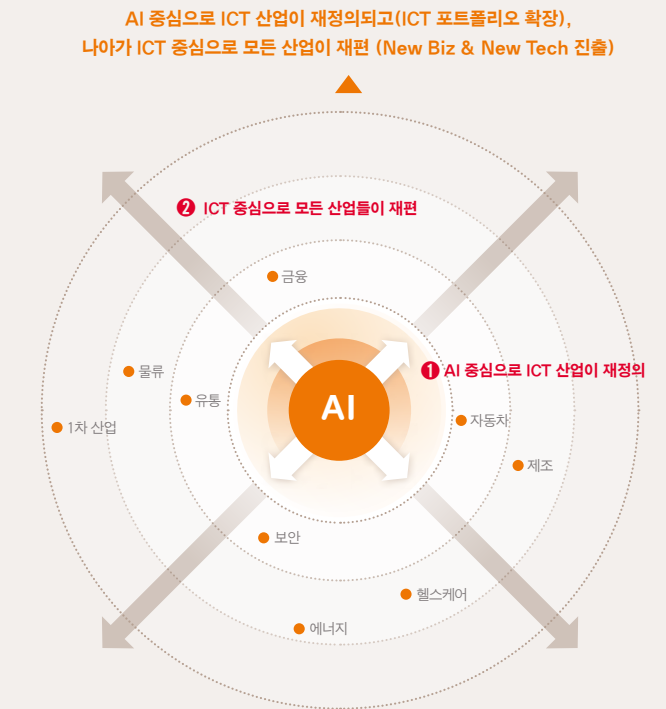 AI 중심으로 ICT 산업이 재정의되고(ICT 포트폴리오 확장),
나아가 ICT 중심으로 모든 산업이 재편 (New Biz & New Tech 진출)
❷ ICT 중심으로 모든 산업들이 재편
금융
❶ AI 중심으로 ICT 산업이 재정의
물류
유통
AI
1차 산업
자동차
제조
보안
헬스케어
에너지